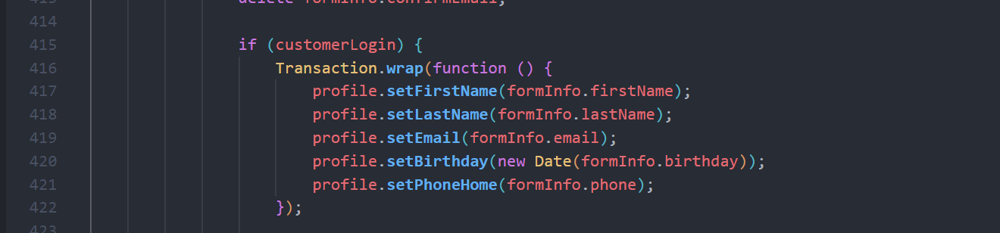 413 delete formInfo.confirmEmail;
414
415 if (customerLogin) {
416 Transaction.wrap(function () {
417 profile.setFirstName(formInfo.firstName);
418 profile.setLastName(formInfo.lastName);
419 profile.setEmail(formInfo.email);
420 profile.setBirthday(new Date(formInfo.birthday));
421 profile.setPhoneHome(formInfo.phone);
422 });
423